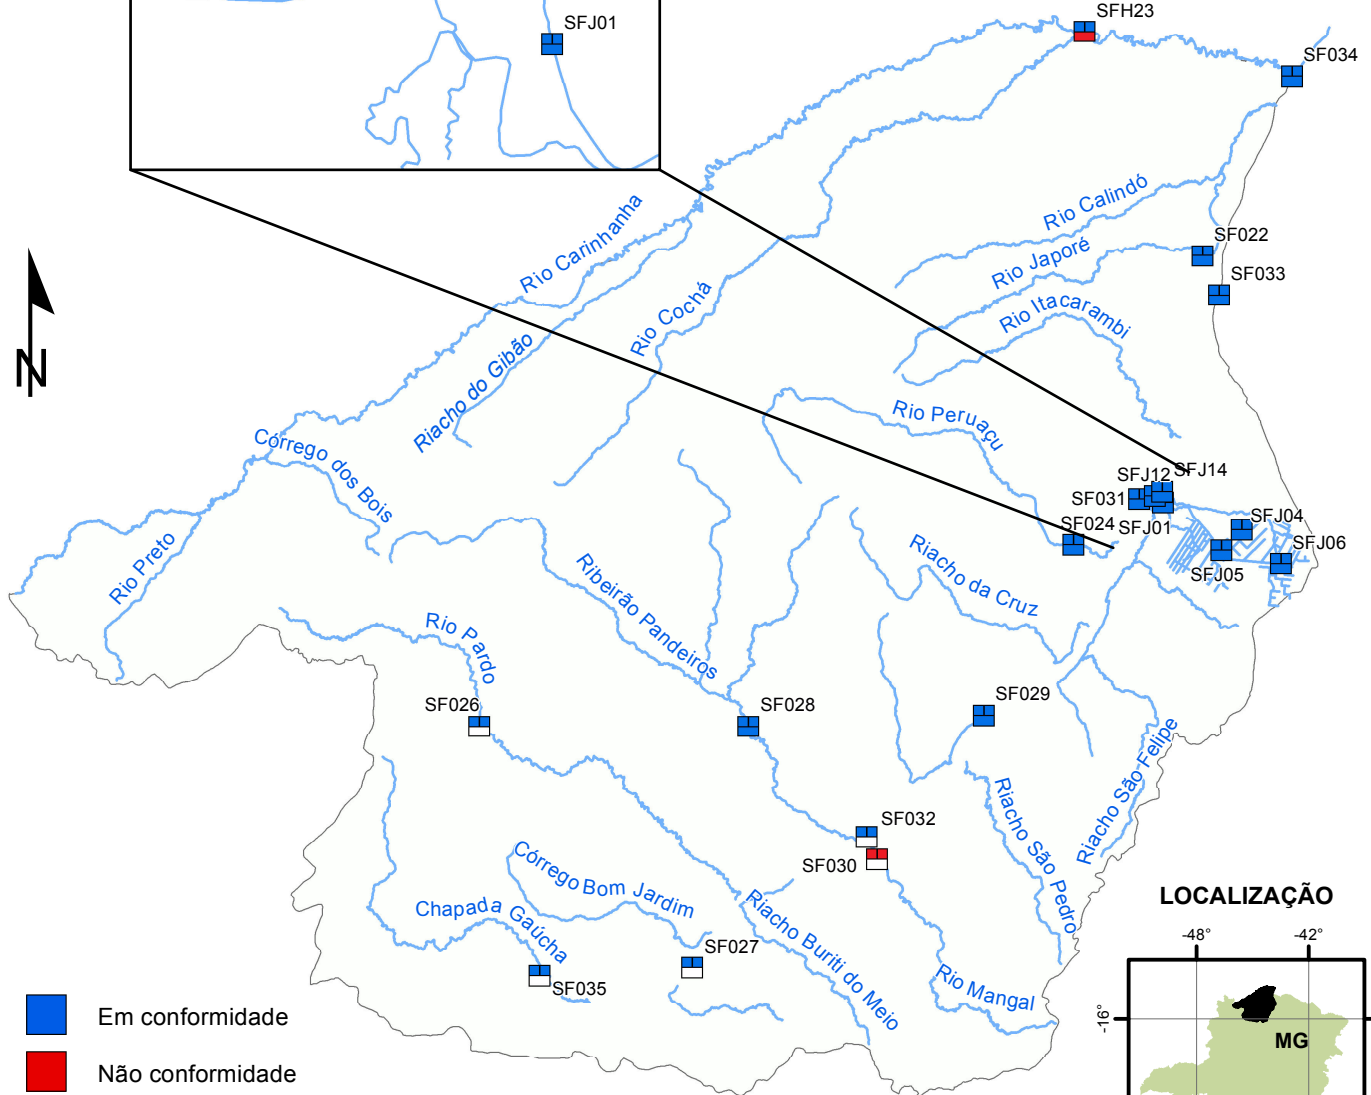 SFH23
SFJ01
SF034
Rio Calindó
Rio Carinhanha
SF022
Rio Japoré
SF033
Rio Cochá
Rio Itacarambi
N
Riacho do Gibão
Rio Peruaçu
Córrego dos Bois
SFJ12
SFJ14
SF031
SF024
SFJ01
SFJ04
SFJ06
SFJ05
Rio Preto
Riacho da Cruz
Ribeirão Pandeiros
Rio Pardo
SF026
SF028
SF029
Riacho São Felipe
SF032
SF030
Riacho São Pedro
Córrego Bom Jardim
Chapada Gaúcha
Riacho Buriti do Meio
SF027
SF035
Rio Mangal
LOCALIZAÇÃO
-48°
-42°
-16°
MG
Em conformidade
Não conformidade